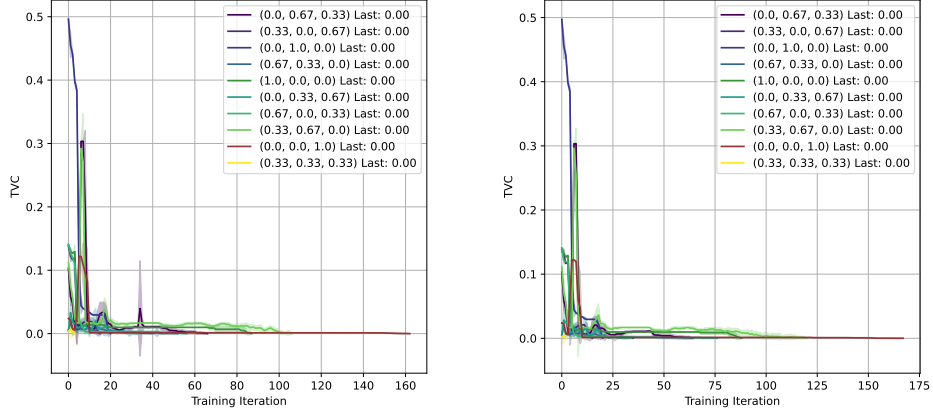 0.5
0.4
0.3
0.2
0.1
0.0
TVC
0 20 40 60 80 100 120 140 160
Training Iteration
(0.0, 0.67, 0.33) Last: 0.00
(0.33, 0.0, 0.67) Last: 0.00
(0.0, 1.0, 0.0) Last: 0.00
(0.67, 0.33, 0.0) Last: 0.00
(1.0, 0.0, 0.0) Last: 0.00
(0.0, 0.33, 0.67) Last: 0.00
(0.67, 0.0, 0.33) Last: 0.00
(0.33, 0.67, 0.0) Last: 0.00
(0.0, 0.0, 1.0) Last: 0.00
(0.33, 0.33, 0.33) Last: 0.00
0.5
0.4
0.3
0.2
0.1
0.0
TVC
0 25 50 75 100 125 150 175
Training Iteration
(0.0, 0.67, 0.33) Last: 0.00
(0.33, 0.0, 0.67) Last: 0.00
(0.0, 1.0, 0.0) Last: 0.00
(0.67, 0.33, 0.0) Last: 0.00
(1.0, 0.0, 0.0) Last: 0.00
(0.0, 0.33, 0.67) Last: 0.00
(0.67, 0.0, 0.33) Last: 0.00
(0.33, 0.67, 0.0) Last: 0.00
(0.0, 0.0, 1.0) Last: 0.00
(0.33, 0.33, 0.33) Last: 0.00